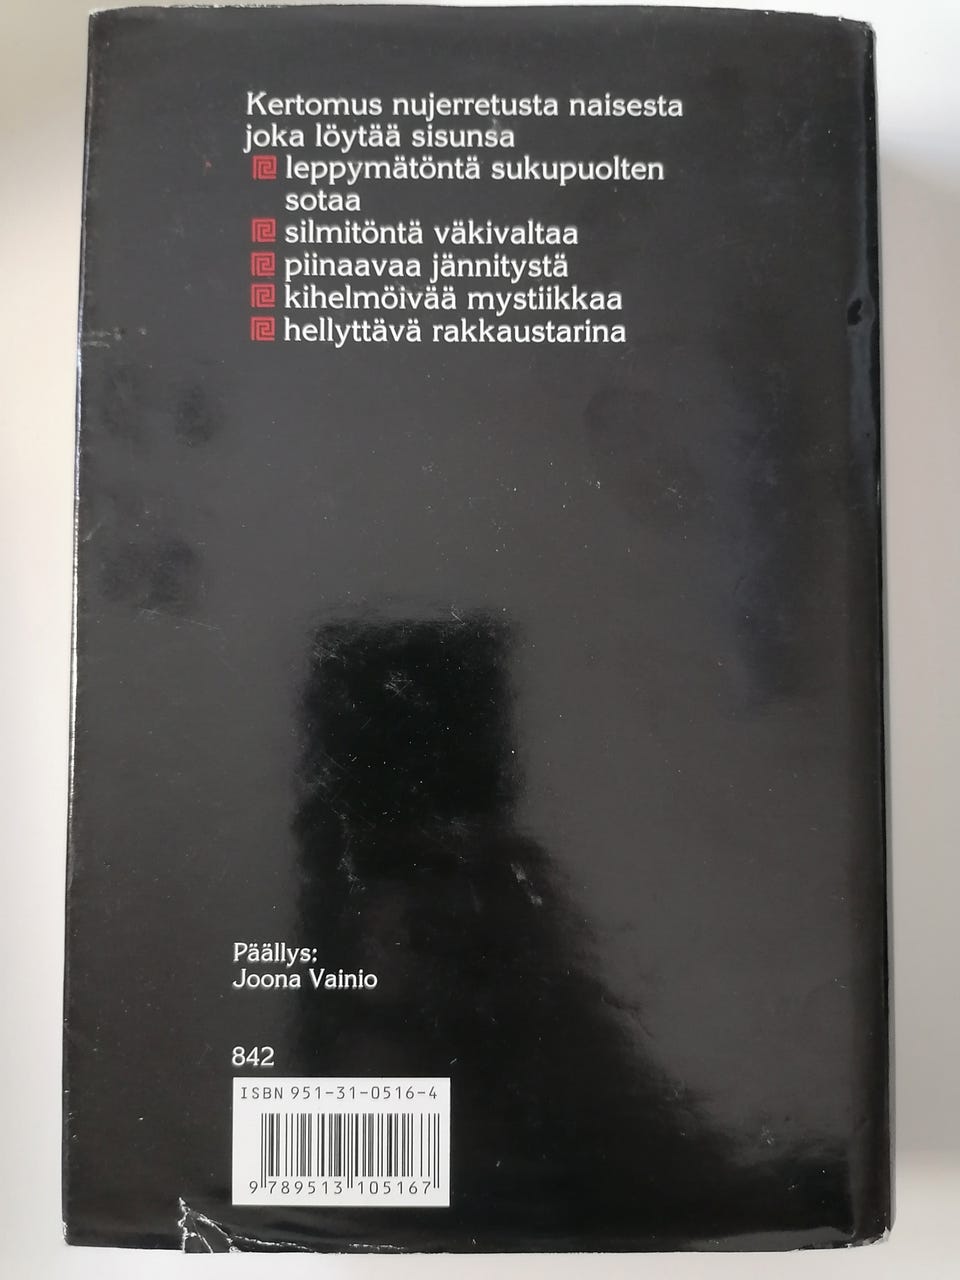 Kertomus nujerretusta naisesta
joka löytää sisunsa
leppymätöntä sukupuolten
sotaa
silmitöntä väkivaltaa
piinaavaa jännitystä
kihelmöivää mystiikkaa
hellyttävä rakkaustarina
Päällys:
Joona Vainio
842
ISBN 951-31-0516-4
9 789513 105167